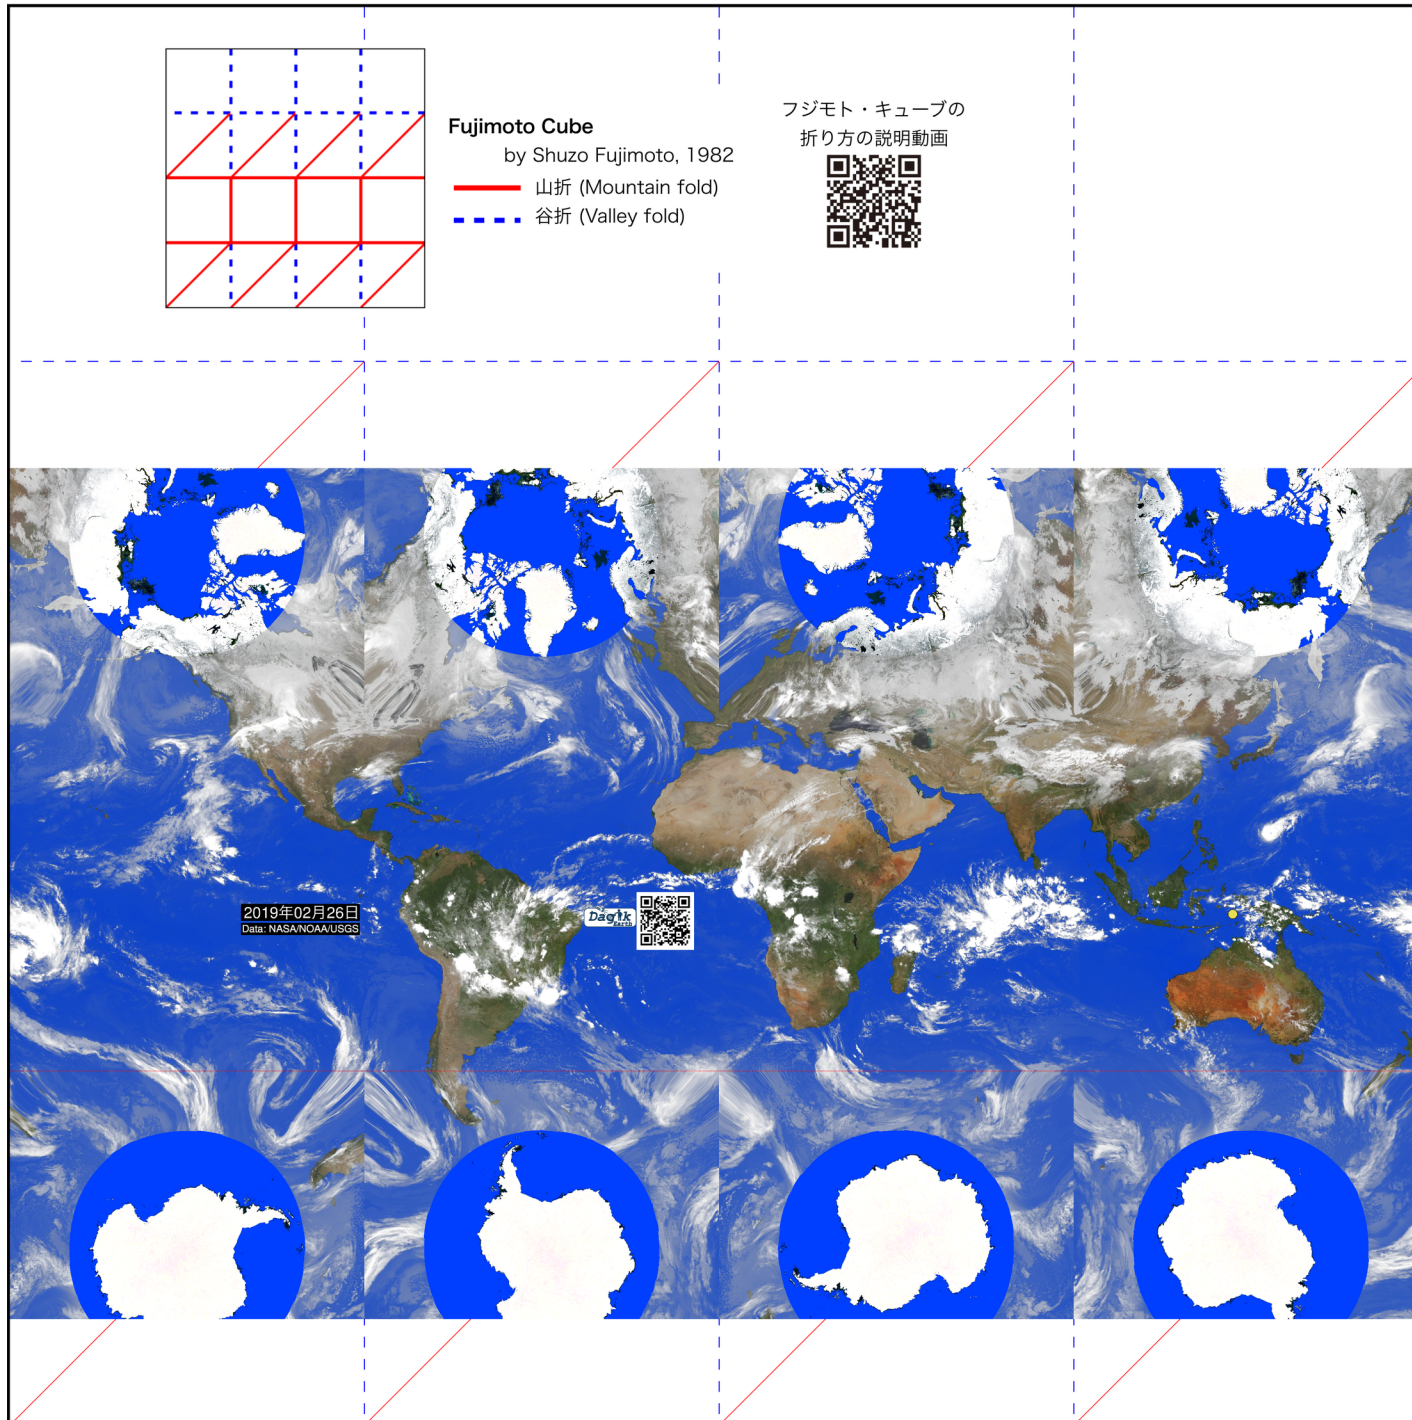 Fujimoto Cube
by Shuzo Fujimoto, 1982
山折 (Mountain fold)
谷折 (Valley fold)
フジモト・キューブの
折り方の説明動画
2019年02月26日
Data: NASA/NOAA/USGS
Dagik
Earth